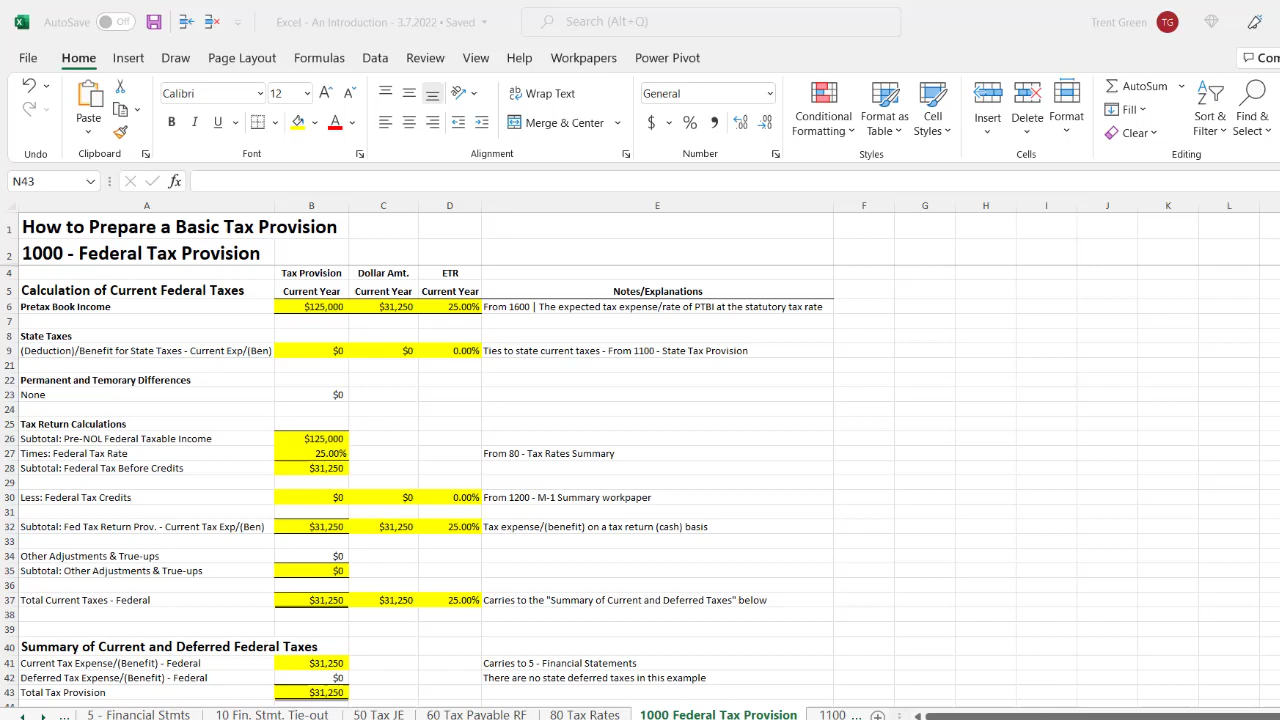 AutoSave Off Excel - An Introduction - 3.7.2022 • Saved Search (Alt+Q) Trent Green TG
File Home Insert Draw Page Layout Formulas Data Review View Help Workpapers Power Pivot Com
Calibri 12 A A Wrap Text General AutoSum
Paste Conditional Format as Cell Insert Delete Format Fill Sort & Find &
B I U A Merge & Center $ % Formatting Table Styles Clear Filter Select
Undo Clipboard Font Alignment Number Styles Cells Editing
N43 fx
A B C D E F G H I J K L
1 How to Prepare a Basic Tax Provision
2 1000 - Federal Tax Provision
4 Tax Provision Dollar Amt. ETR
5 Calculation of Current Federal Taxes Current Year Current Year Current Year Notes/Explanations
6 Pretax Book Income $125,000 $31,250 25.00% From 1600 | The expected tax expense/rate of PTBI at the statutory tax rate
7
8 State Taxes
9 (Deduction)/Benefit for State Taxes - Current Exp/(Ben) $0 $0 0.00% Ties to state current taxes - From 1100 - State Tax Provision
21
22 Permanent and Temorary Differences
23 None $0
24
25 Tax Return Calculations
26 Subtotal: Pre-NOL Federal Taxable Income $125,000
27 Times: Federal Tax Rate 25.00% From 80 - Tax Rates Summary
28 Subtotal: Federal Tax Before Credits $31,250
29
30 Less: Federal Tax Credits $0 $0 0.00% From 1200 - M-1 Summary workpaper
31
32 Subtotal: Fed Tax Return Prov. - Current Tax Exp/(Ben) $31,250 $31,250 25.00% Tax expense/(benefit) on a tax return (cash) basis
33
34 Other Adjustments & True-ups $0
35 Subtotal: Other Adjustments & True-ups $0
36
37 Total Current Taxes - Federal $31,250 $31,250 25.00% Carries to the "Summary of Current and Deferred Taxes" below
38
39
40 Summary of Current and Deferred Federal Taxes
41 Current Tax Expense/(Benefit) - Federal $31,250 Carries to 5 - Financial Statements
42 Deferred Tax Expense/(Benefit) - Federal $0 There are no state deferred taxes in this example
43 Total Tax Provision $31,250
... 5 - Financial Stmts 10 Fin. Stmt. Tie-out 50 Tax JE 60 Tax Payable RF 80 Tax Rates 1000 Federal Tax Provision 1100 ...